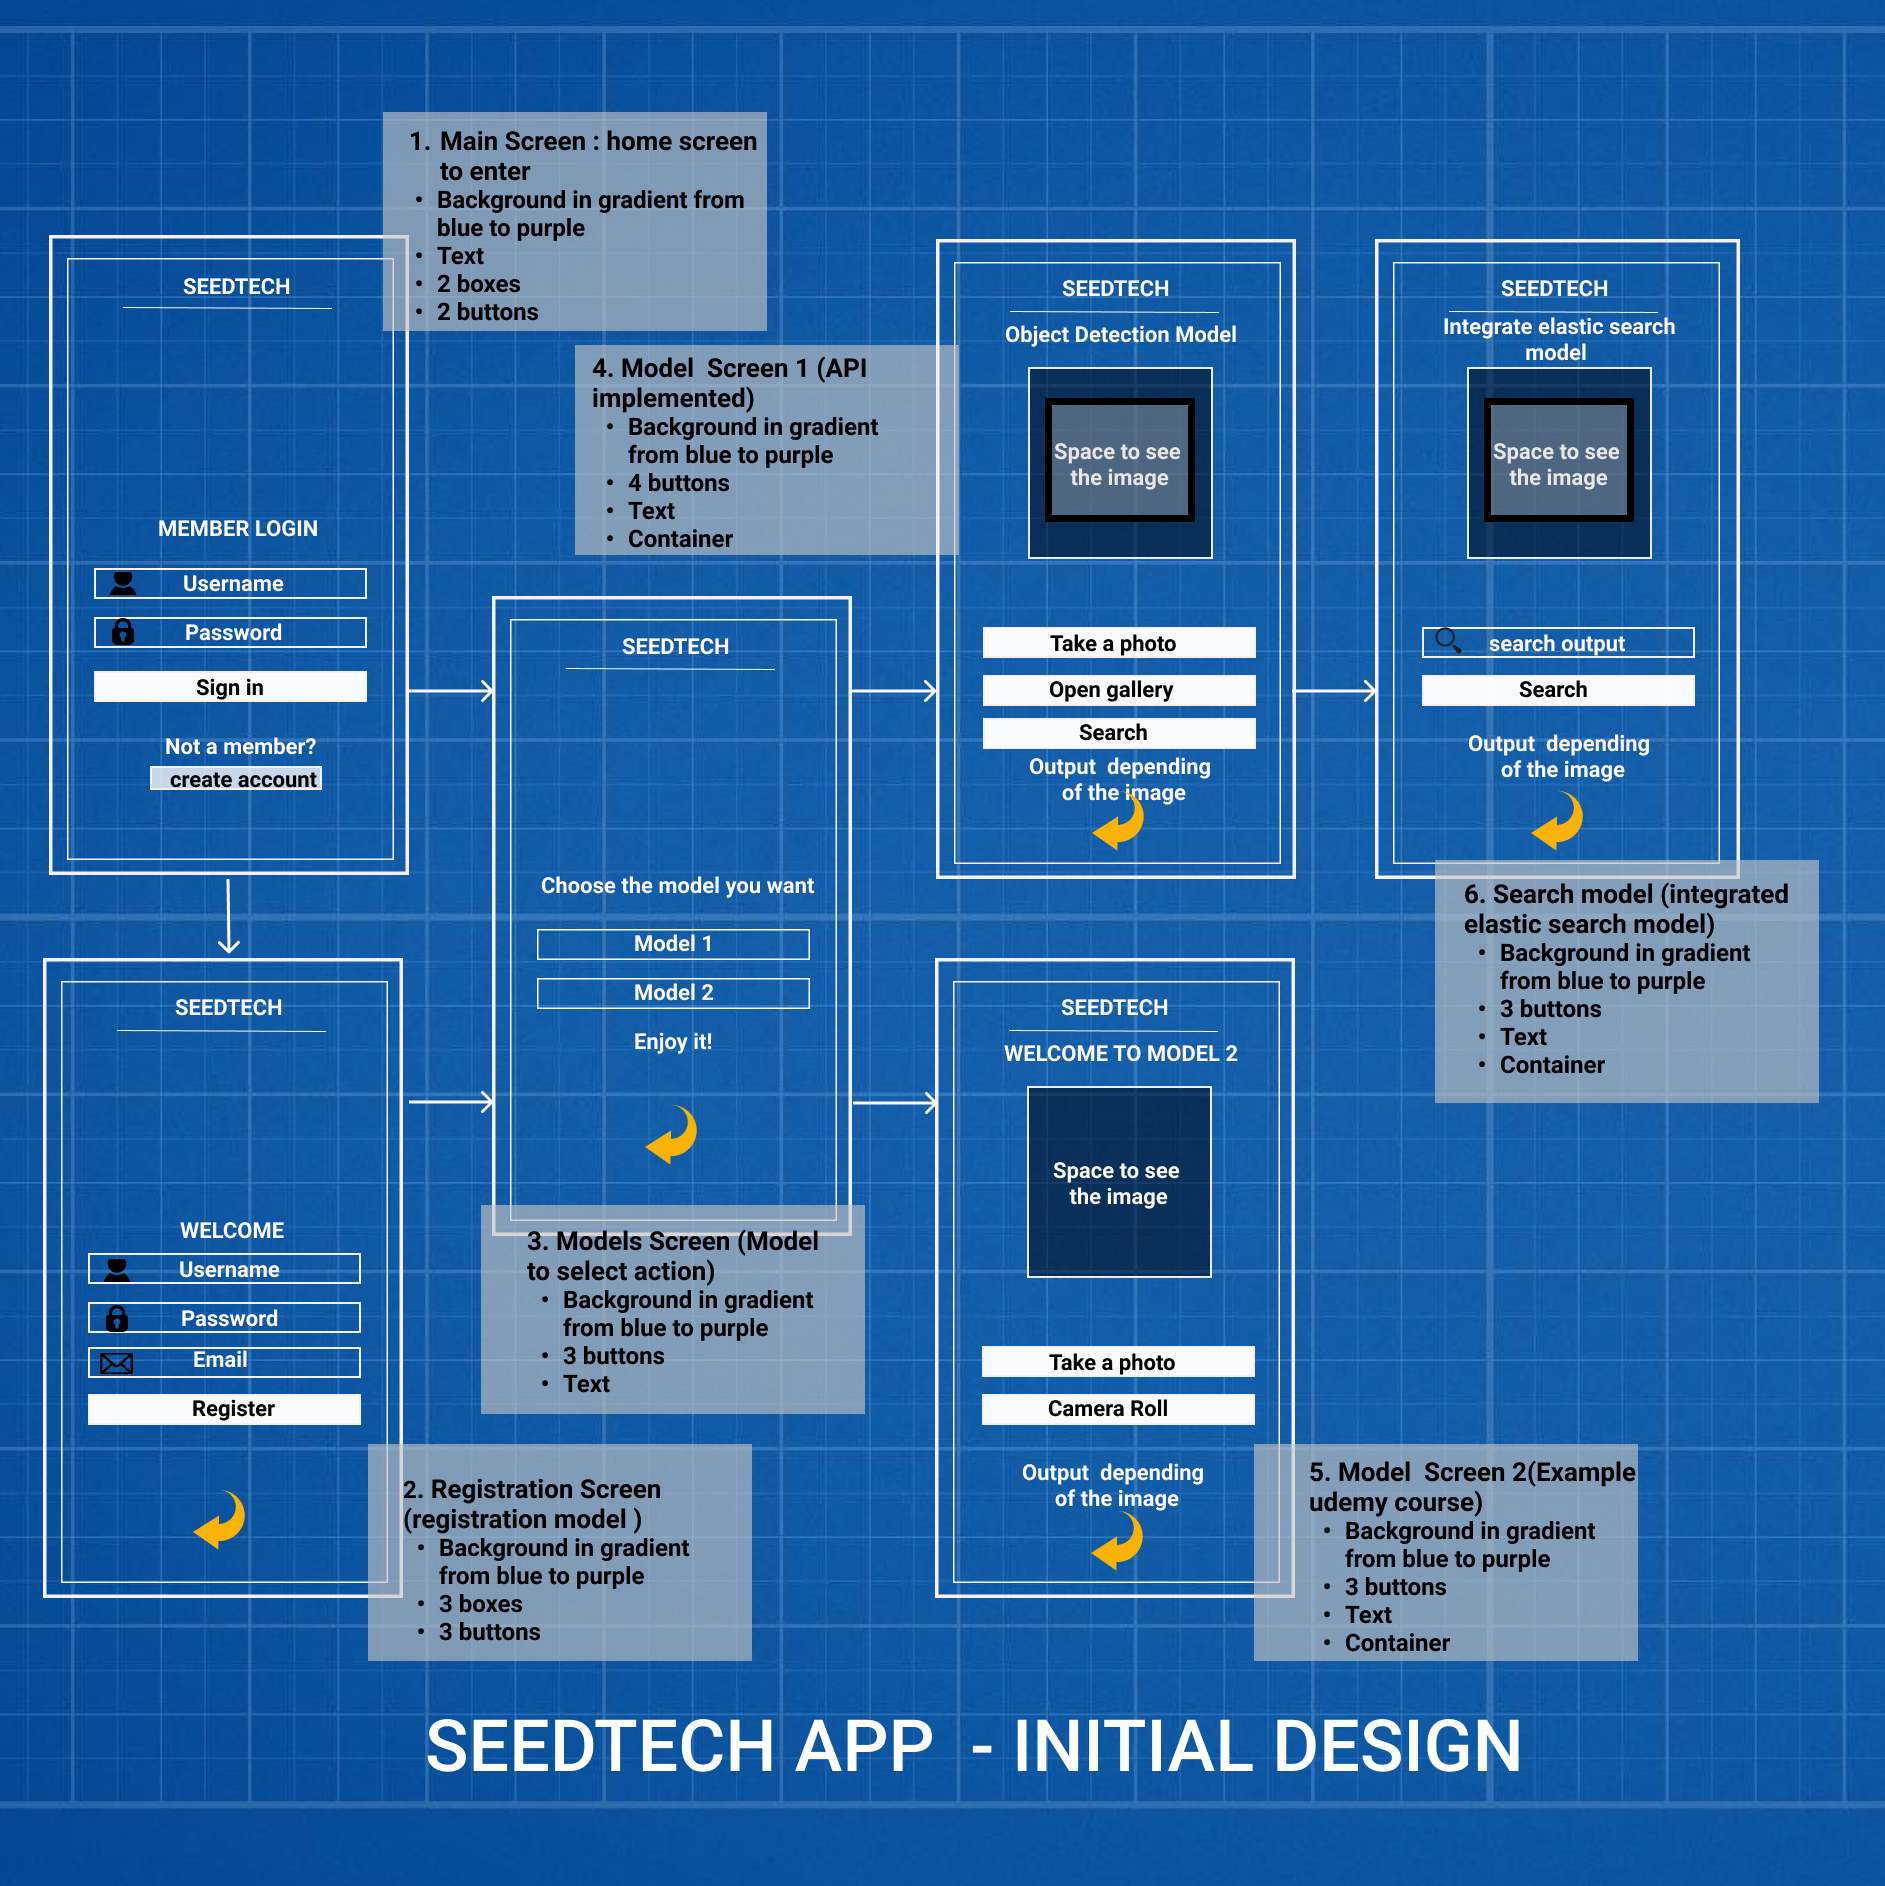 1. Main Screen : home screen
to enter
• Background in gradient from
blue to purple
• Text
• 2 boxes
• 2 buttons
SEEDTECH
MEMBER LOGIN
Username
Password
Sign in
Not a member?
create account
4. Model  Screen 1 (API
implemented)
• Background in gradient
from blue to purple
• 4 buttons
• Text
• Container
SEEDTECH
Object Detection Model
Space to see
the image
Take a photo
Open gallery
Search
Output  depending
of the image
SEEDTECH
Integrate elastic search
model
Space to see
the image
search output
Search
Output  depending
of the image
6. Search model (integrated
elastic search model)
• Background in gradient
from blue to purple
• 3 buttons
• Text
• Container
SEEDTECH
Choose the model you want
Model 1
Model 2
Enjoy it!
3. Models Screen (Model
to select action)
• Background in gradient
from blue to purple
• 3 buttons
• Text
SEEDTECH
WELCOME
Username
Password
Email
Register
2. Registration Screen
(registration model )
• Background in gradient
from blue to purple
• 3 boxes
• 3 buttons
SEEDTECH
WELCOME TO MODEL 2
Space to see
the image
Take a photo
Camera Roll
Output  depending
of the image
5. Model  Screen 2(Example
udemy course)
• Background in gradient
from blue to purple
• 3 buttons
• Text
• Container
SEEDTECH APP  - INITIAL DESIGN